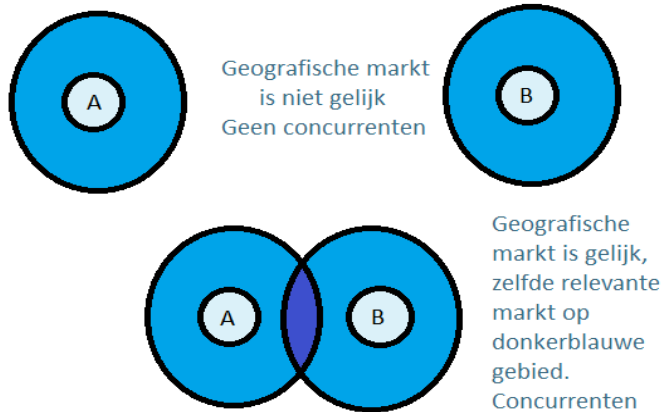 A
Geografische markt
is niet gelijk
Geen concurrenten
B
A
B
Geografische
markt is gelijk,
zelfde relevante
markt op
donkerblauwe
gebied.
Concurrenten